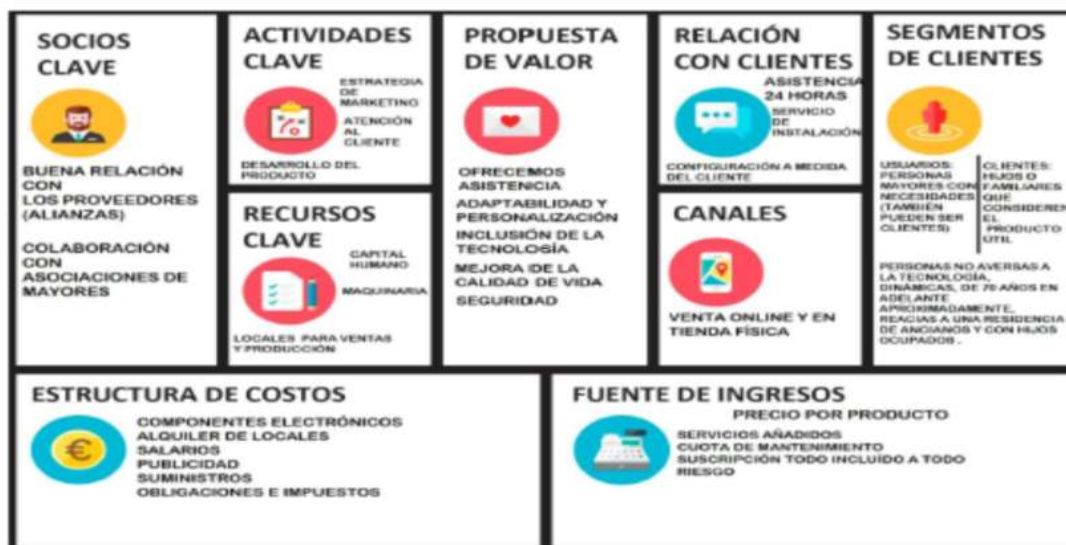 SOCIOS
CLAVE
BUENA RELACIÓN
CON
LOS PROVEEDORES
(ALIANZAS)
COLABORACIÓN
CON
ASOCIACIONES DE
MAYORES
ACTIVIDADES
CLAVE
ESTRATEGIA
DE
MARKETING
ATENCIÓN
AL
CLIENTE
DESARROLLO DEL
PRODUCTO
RECURSOS
CLAVE
CAPITAL
HUMANO
MAQUINARIA
LOCALES PARA VENTAS
Y PRODUCCIÓN
PROPUESTA
DE VALOR
OFRECEMOS
ASISTENCIA
ADAPTABILIDAD Y
PERSONALIZACIÓN
INCLUSIÓN DE LA
TECNOLOGÍA
MEJORA DE LA
CALIDAD DE VIDA
SEGURIDAD
RELACIÓN
CON CLIENTES
ASISTENCIA
24 HORAS
SERVICIO
DE
INSTALACIÓN
CONFIGURACIÓN A MEDIDA
DEL CLIENTE
CANALES
VENTA ONLINE Y EN
TIENDA FÍSICA
SEGMENTOS
DE CLIENTES
USUARIOS:
PERSONAS
MAYORES CON
NECESIDADES
(TAMBIÉN
PUEDEN SER
CLIENTES)
CLIENTES:
HIJOS O
FAMILIARES
QUE
CONSIDEREN
EL
PRODUCTO
ÚTIL
PERSONAS NO AVERSAS A
LA TECNOLOGÍA,
DINÁMICAS, DE 70 AÑOS EN
ADELANTE
APROXIMADAMENTE,
REACIAS A UNA RESIDENCIA
DE ANCIANOS Y CON HIJOS
OCUPADOS .
ESTRUCTURA DE COSTOS
€
COMPONENTES ELECTRÓNICOS
ALQUILER DE LOCALES
SALARIOS
PUBLICIDAD
SUMINISTROS
OBLIGACIONES E IMPUESTOS
FUENTE DE INGRESOS
PRECIO POR PRODUCTO
SERVICIOS AÑADIDOS
CUOTA DE MANTENIMIENTO
SUSCRIPCIÓN TODO INCLUÍDO A TODO
RIESGO